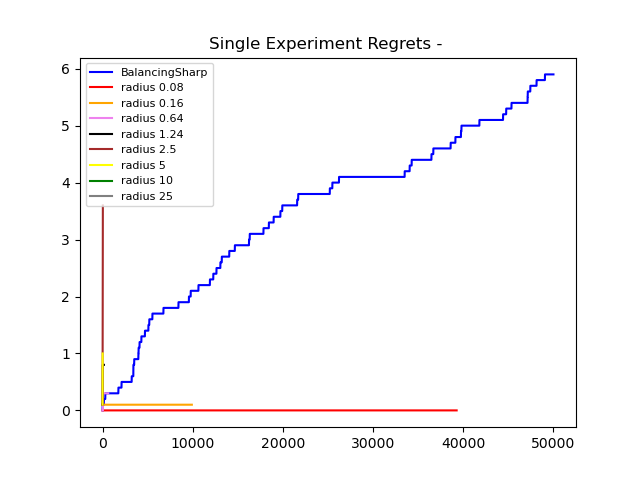 Single Experiment Regrets -
BalancingSharp
radius 0.08
radius 0.16
radius 0.64
radius 1.24
radius 2.5
radius 5
radius 10
radius 25
6
5
4
3
2
1
0
0 10000 20000 30000 40000 50000